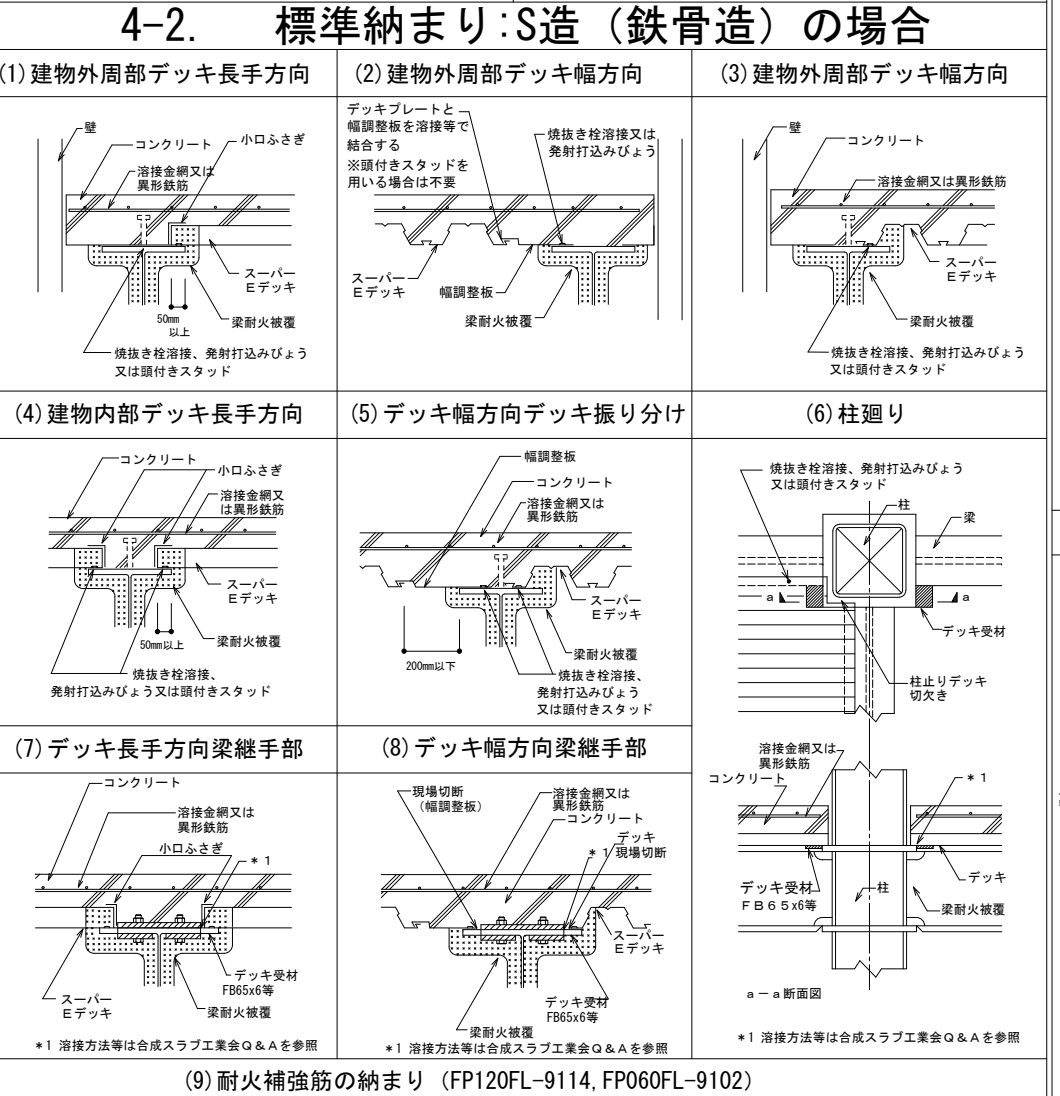 4-2. 標準納まり:S造（鉄骨造）の場合
(1)建物外周部デッキ長手方向
壁
コンクリート
小口ふさぎ
溶接金網又は
異形鉄筋
スーパー
Eデッキ
50mm
以上
梁耐火被覆
焼抜き栓溶接、発射打込みびょう
又は頭付きスタッド
(2)建物外周部デッキ幅方向
デッキプレートと
幅調整板を溶接等で
結合する
※頭付きスタッドを
用いる場合は不要
焼抜き栓溶接又は
発射打込みびょう
スーパー
Eデッキ
幅調整板
梁耐火被覆
(3)建物外周部デッキ幅方向
壁
コンクリート
溶接金網又は異形鉄筋
スーパー
Eデッキ
梁耐火被覆
焼抜き栓溶接、発射打込みびょう
又は頭付きスタッド
(4)建物内部デッキ長手方向
コンクリート
小口ふさぎ
溶接金網又
は異形鉄筋
スーパー
Eデッキ
50mm以上
梁耐火被覆
焼抜き栓溶接、
発射打込みびょう又は頭付きスタッド
(5)デッキ幅方向デッキ振り分け
幅調整板
コンクリート
溶接金網又は
異形鉄筋
スーパー
Eデッキ
200mm以下
梁耐火被覆
焼抜き栓溶接、
発射打込みびょう
又は頭付きスタッド
(6)柱廻り
焼抜き栓溶接、発射打込みびょう
又は頭付きスタッド
柱
梁
a
a
デッキ受材
柱止りデッキ
切欠き
溶接金網又は
異形鉄筋
コンクリート
*1
デッキ受材
FB65x6等
柱
デッキ
梁耐火被覆
a－a断面図
*1 溶接方法等は合成スラブ工業会Q&Aを参照
(7)デッキ長手方向梁継手部
コンクリート
溶接金網又は
異形鉄筋
小口ふさぎ
*1
スーパー
Eデッキ
デッキ受材
FB65x6等
梁耐火被覆
*1 溶接方法等は合成スラブ工業会Q&Aを参照
(8)デッキ幅方向梁継手部
現場切断
（幅調整板）
溶接金網又は
異形鉄筋
コンクリート
デッキ
現場切断
*1
スーパー
Eデッキ
デッキ受材
FB65x6等
梁耐火被覆
*1 溶接方法等は合成スラブ工業会Q&Aを参照
(9)耐火補強筋の納まり（FP120FL-9114,FP060FL-9102）